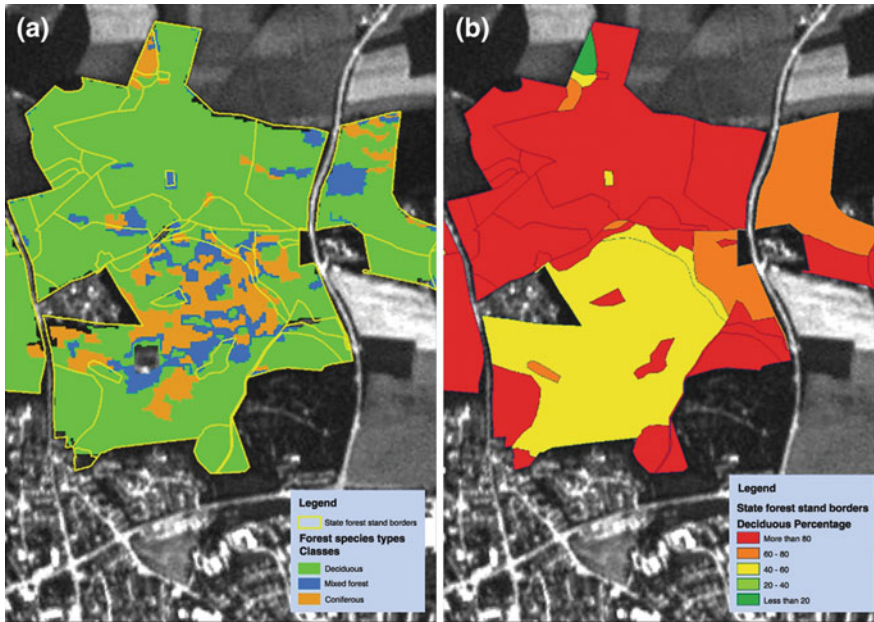 (a)
Legend
State forest stand borders
Forest species types
Classes
Deciduous
Mixed forest
Coniferous
(b)
Legend
State forest stand borders
Deciduous Percentage
More than 80
60 - 80
40 - 60
20 - 40
Less than 20